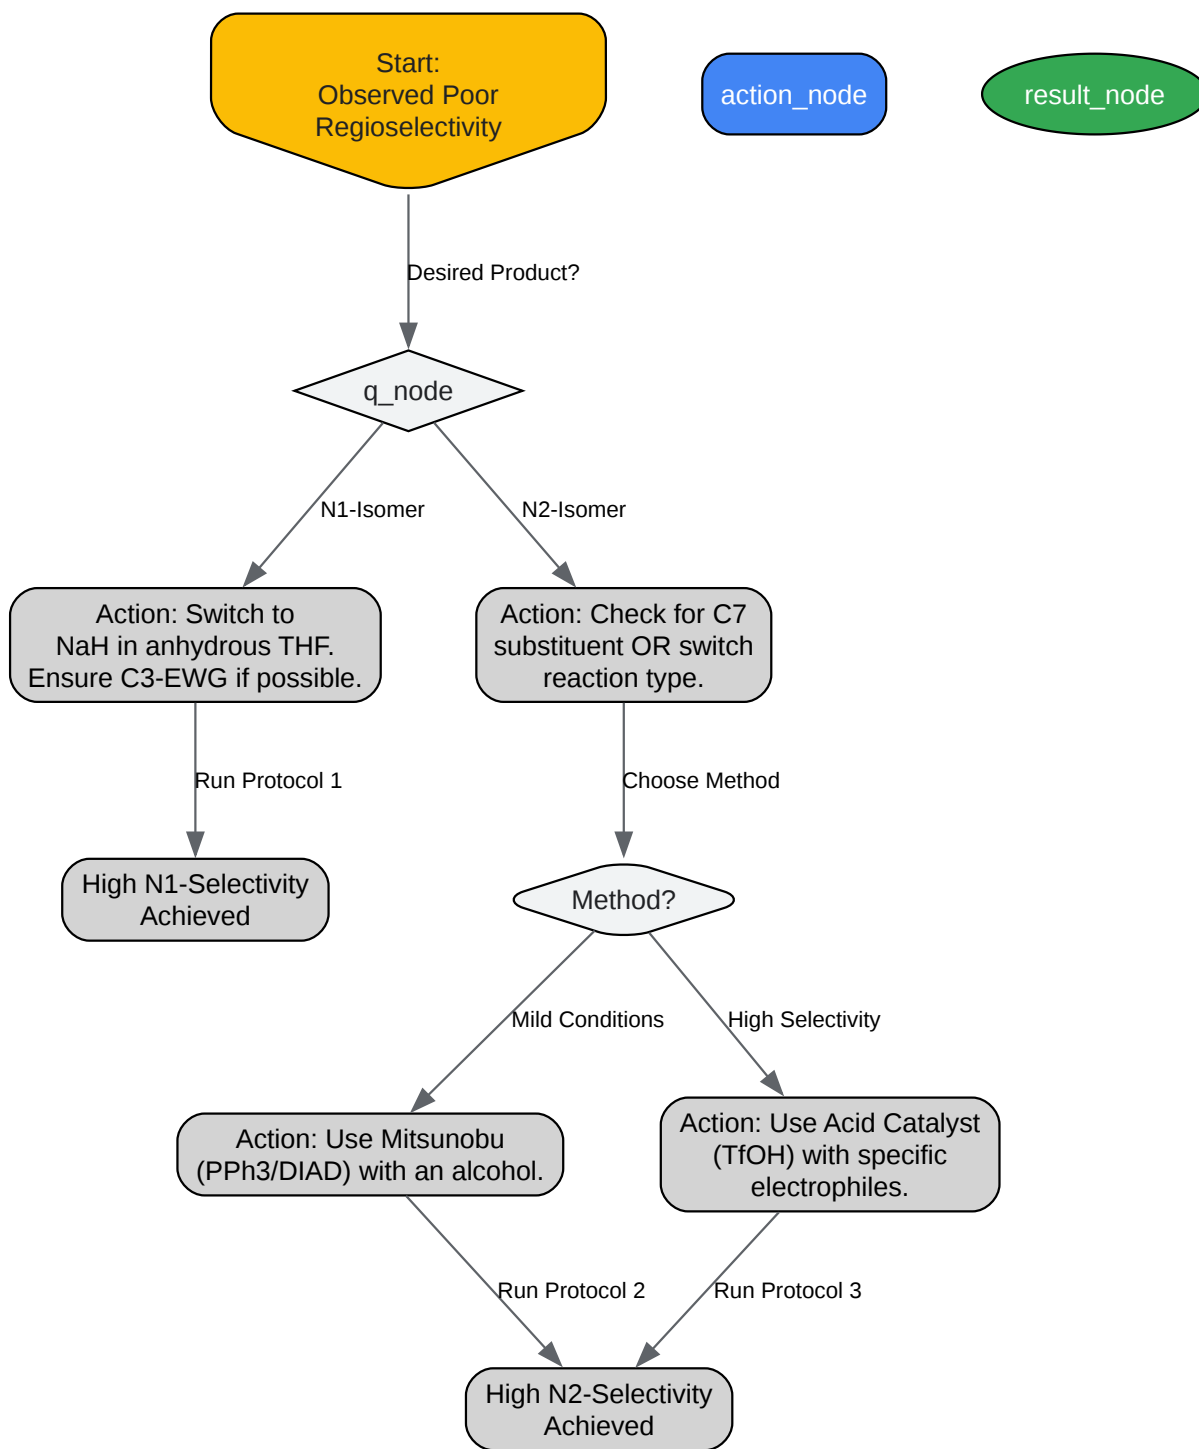 Start:
Observed Poor
Regioselectivity
action_node
result_node
Desired Product?
q_node
N1-Isomer
N2-Isomer
Action: Switch to
NaH in anhydrous THF.
Ensure C3-EWG if possible.
Action: Check for C7
substituent OR switch
reaction type.
Run Protocol 1
Choose Method
High N1-Selectivity
Achieved
Method?
Mild Conditions
High Selectivity
Action: Use Mitsunobu
(PPh3/DIAD) with an alcohol.
Action: Use Acid Catalyst
(TfOH) with specific
electrophiles.
Run Protocol 2
Run Protocol 3
High N2-Selectivity
Achieved